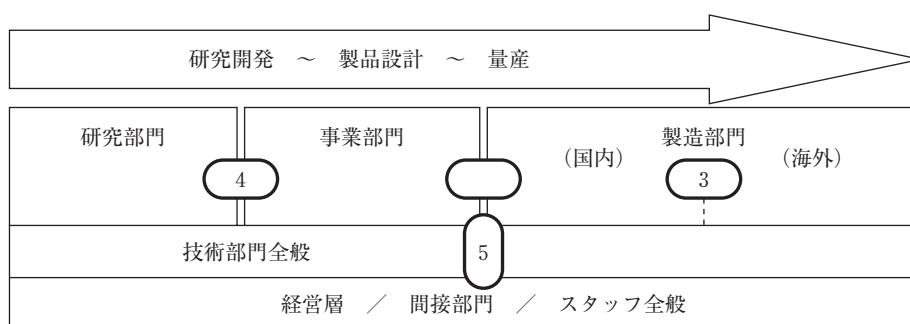 研究開発 ～ 製品設計 ～ 量産
研究部門
事業部門
製造部門
（国内）
（海外）
4
3
技術部門全般
5
経営層 ／ 間接部門 ／ スタッフ全般